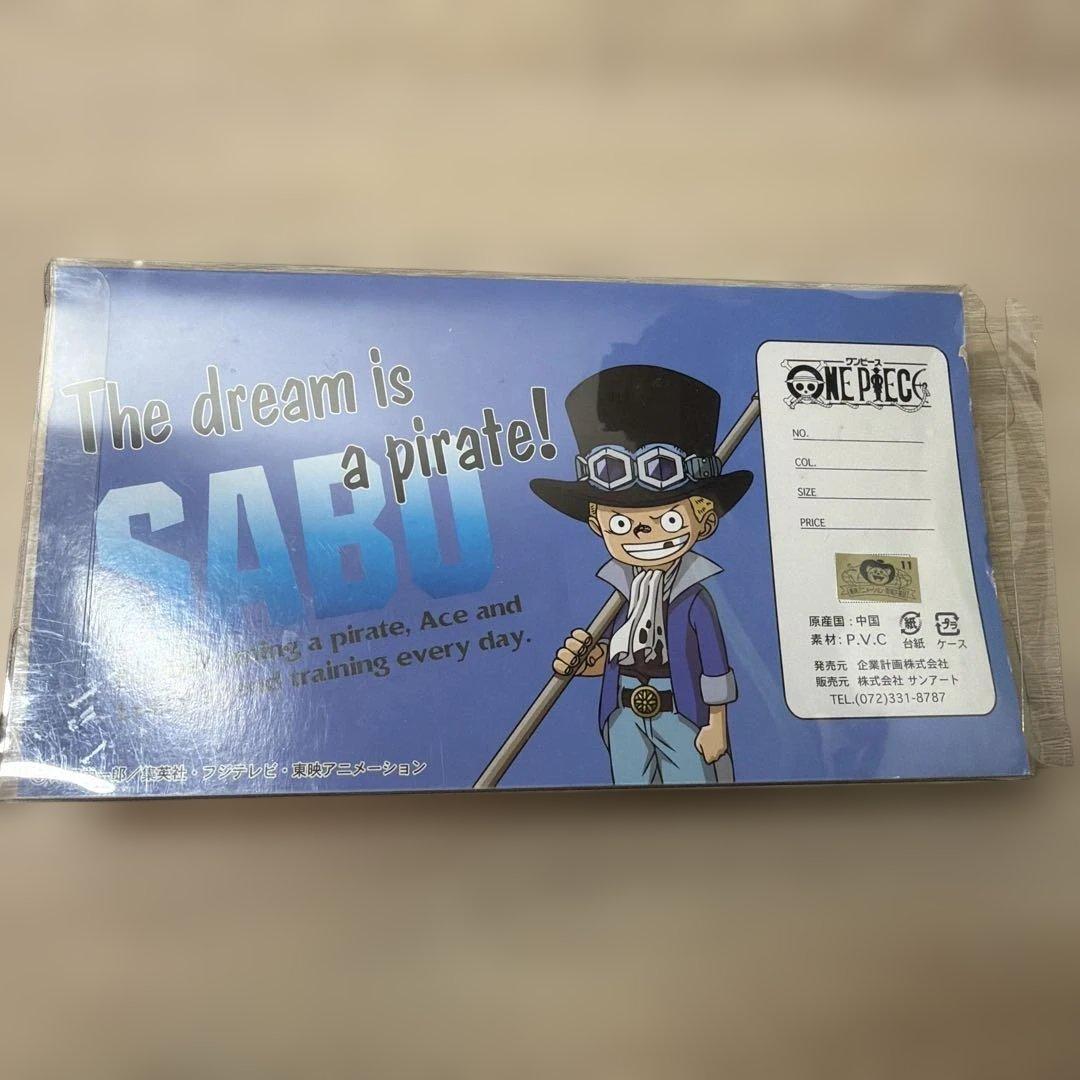 The dream is
a pirate!
SABO
a pirate, Ace and
training every day.
郎／集英社・フジテレビ・東映アニメーション
ワンピース
ONE PIECE
NO.
COL.
SIZE
PRICE
11
原産国：中国
素材：P.V.C
紙
台紙
プラ
ケース
発売元 企業計画株式会社
販売元 株式会社 サンアート
TEL.(072)331-8787